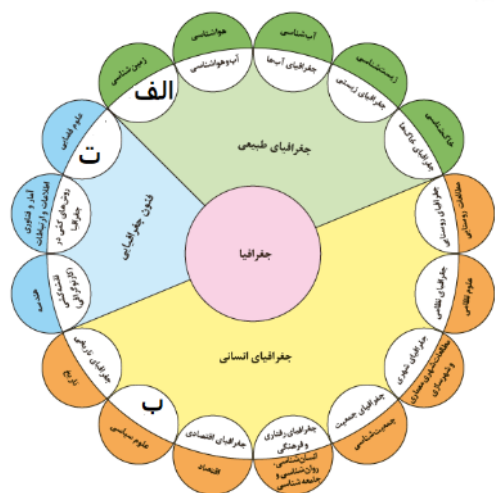 جغرافیا
جغرافیای طبیعی
فنون جغرافیایی
جغرافیای انسانی
زمین‌شناسی
الف
هواشناسی
آب‌وهواشناسی
آب‌شناسی
جغرافیای آب‌ها
زیست‌شناسی
جغرافیای زیستی
خاک‌شناسی
جغرافیای خاک‌ها
مطالعات روستایی
جغرافیای روستایی
علوم نظامی
جغرافیای نظامی
مطالعات شهری معماری
و شهرسازی
جغرافیای شهری
جمعیت‌شناسی
جغرافیای جمعیت
انسان‌شناسی،
روان‌شناسی و
جامعه‌شناسی
جغرافیای رفتاری
و فرهنگی
اقتصاد
جغرافیای اقتصادی
علوم سیاسی
ب
تاریخ
جغرافیای تاریخی
هندسه
نقشه‌کشی
(کارتوگرافی)
آمار و فناوری
اطلاعات و ارتباطات
روش‌های کمّی در
جغرافیا
علوم فضایی
ت